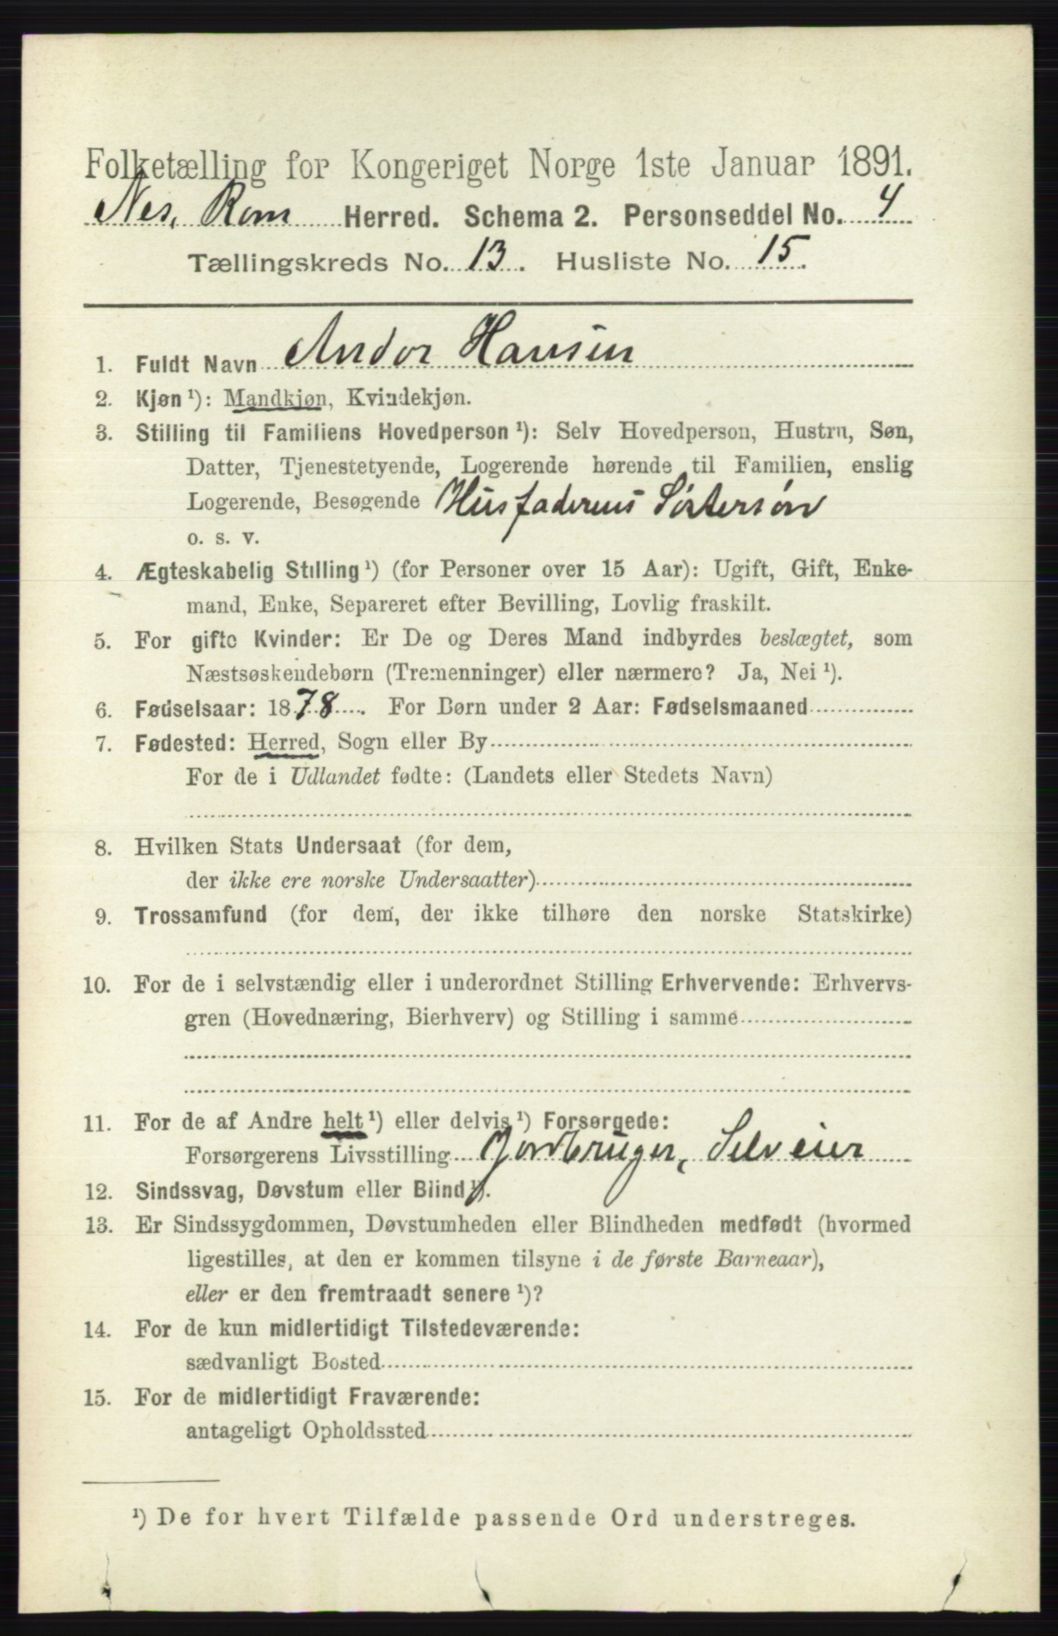 Folketælling for Kongeriget Norge 1ste Januar 1891.
Nes, Rom Herred. Schema 2. Personseddel No. 4
Tællingskreds No. 13. Husliste No. 15.
1. Fuldt Navn Andor Hansen
2. Kjøn ¹): Mandkjøn, Kvindekjøn.
3. Stilling til Familiens Hovedperson ¹): Selv Hovedperson, Hustru, Søn,
Datter, Tjenestetyende, Logerende hørende til Familien, enslig
Logerende, Besøgende Husfaderens Söstersön
o. s. v.
4. Ægteskabelig Stilling ¹) (for Personer over 15 Aar): Ugift, Gift, Enke-
mand, Enke, Separeret efter Bevilling, Lovlig fraskilt.
5. For gifte Kvinder: Er De og Deres Mand indbyrdes beslægtet, som
Næstsøskendebørn (Tremenninger) eller nærmere? Ja, Nei ¹).
6. Fødselsaar: 1878. For Børn under 2 Aar: Fødselsmaaned
7. Fødested: Herred, Sogn eller By
For de i Udlandet fødte: (Landets eller Stedets Navn)
8. Hvilken Stats Undersaat (for dem,
der ikke ere norske Undersaatter)
9. Trossamfund (for dem, der ikke tilhøre den norske Statskirke)
10. For de i selvstændig eller i underordnet Stilling Erhvervende: Erhvervs-
gren (Hovednæring, Bierhverv) og Stilling i samme
11. For de af Andre helt ¹) eller delvis ¹) Forsørgede:
Forsørgerens Livsstilling Jordbruger, Selveier
12. Sindssvag, Døvstum eller Blind ¹).
13. Er Sindssygdommen, Døvstumheden eller Blindheden medfødt (hvormed
ligestilles, at den er kommen tilsyne i de første Barneaar),
eller er den fremtraadt senere ¹)?
14. For de kun midlertidigt Tilstedeværende:
sædvanligt Bosted
15. For de midlertidigt Fraværende:
antageligt Opholdssted
¹) De for hvert Tilfælde passende Ord understreges.